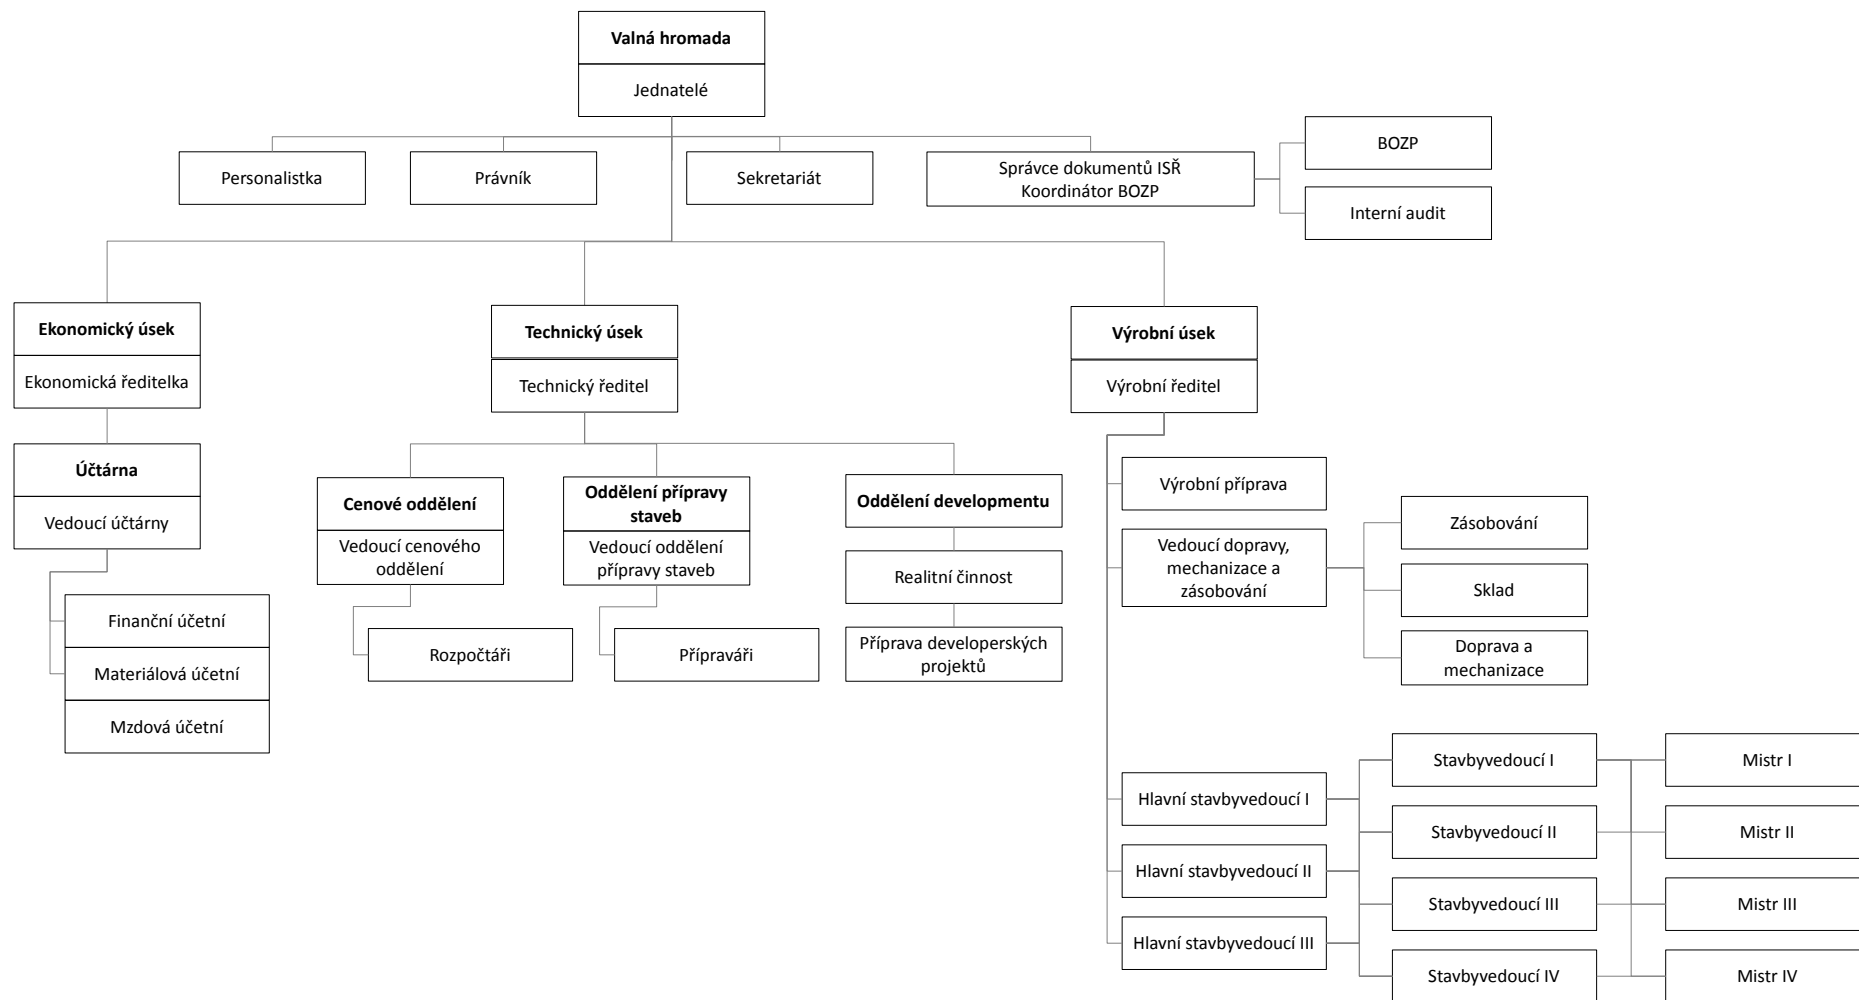 Valná hromada
Jednatelé
Personalistka
Právník
Sekretariát
Správce dokumentů ISŘ
Koordinátor BOZP
BOZP
Interní audit
Ekonomický úsek
Ekonomická ředitelka
Účtárna
Vedoucí účtárny
Finanční účetní
Materiálová účetní
Mzdová účetní
Technický úsek
Technický ředitel
Cenové oddělení
Vedoucí cenového
oddělení
Rozpočtáři
Oddělení přípravy
staveb
Vedoucí oddělení
přípravy staveb
Přípraváři
Oddělení developmentu
Realitní činnost
Příprava developerských
projektů
Výrobní úsek
Výrobní ředitel
Výrobní příprava
Vedoucí dopravy,
mechanizace a
zásobování
Zásobování
Sklad
Doprava a
mechanizace
Hlavní stavbyvedoucí I
Hlavní stavbyvedoucí II
Hlavní stavbyvedoucí III
Stavbyvedoucí I
Stavbyvedoucí II
Stavbyvedoucí III
Stavbyvedoucí IV
Mistr I
Mistr II
Mistr III
Mistr IV